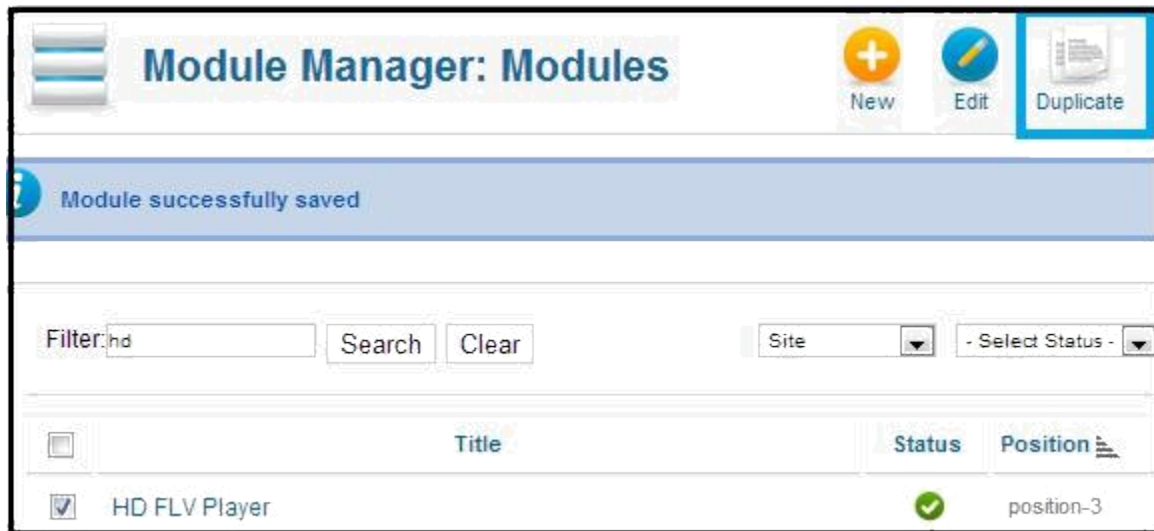 Module Manager: Modules
New Edit Duplicate
Module successfully saved
Filter: hd Search Clear Site - Select Status -
Title Status Position
HD FLV Player position-3